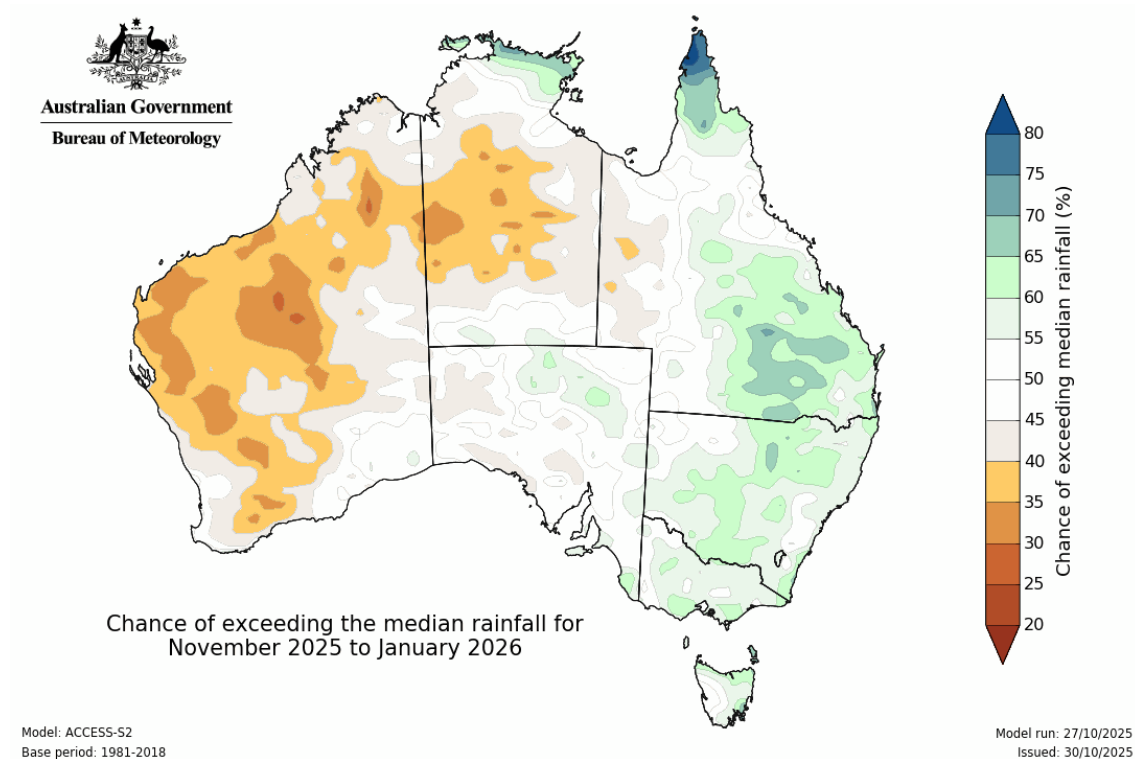 Australian Government
Bureau of Meteorology
80
75
70
65
60
55
50
45
40
35
30
25
20
Chance of exceeding median rainfall (%)
Chance of exceeding the median rainfall for
November 2025 to January 2026
Model: ACCESS-S2
Base period: 1981-2018
Model run: 27/10/2025
Issued: 30/10/2025